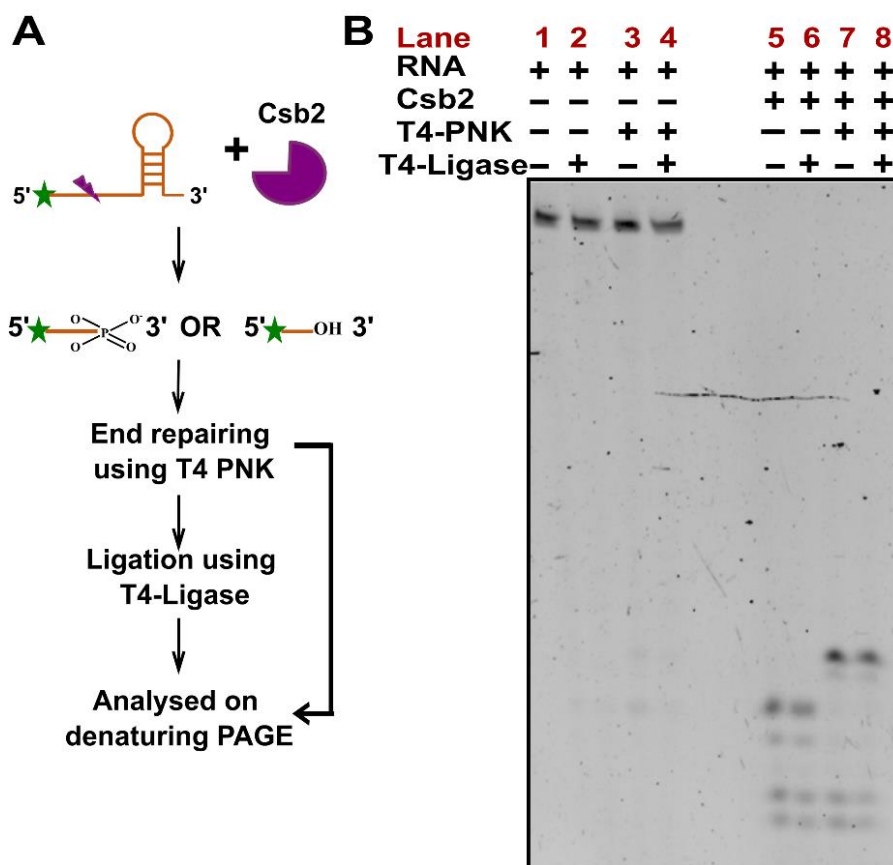 A
Csb2
+
5' 3'
5' O O- P O O 3' OR OH 3'
End repairing
using T4 PNK
Ligation using
T4-Ligase
Analysed on
denaturing PAGE
B
Lane 1 2 3 4 5 6 7 8
RNA + + + + + + + +
Csb2 − − − − + + + +
T4-PNK − − + + − − + +
T4-Ligase − + − + − + − +